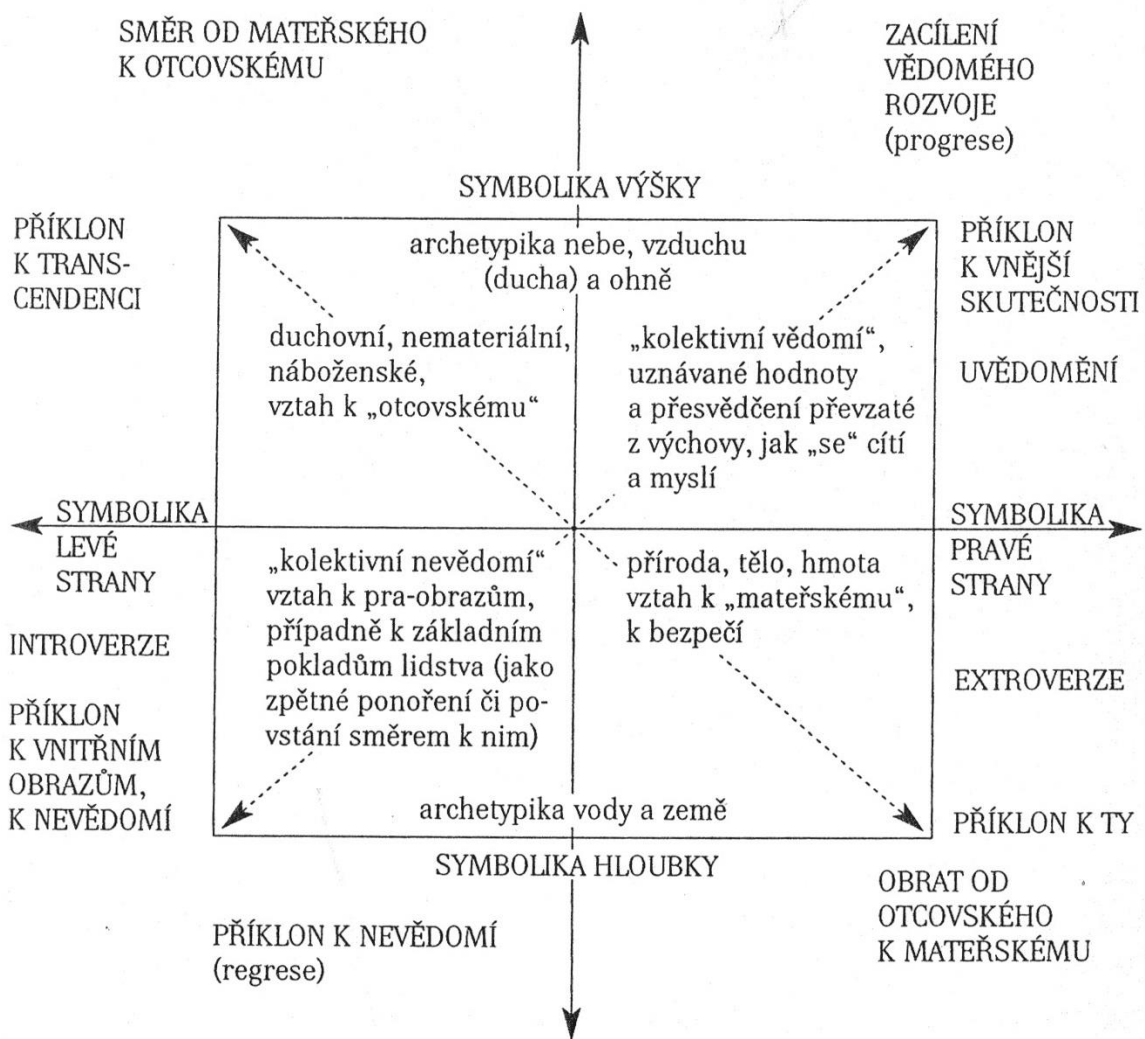 SMĚR OD MATEŘSKÉHO
K OTCOVSKÉMU
ZACÍLENÍ
VĚDOMÉHO
ROZVOJE
(progrese)
SYMBOLIKA VÝŠKY
PŘÍKLON
K TRANS-
CENDENCI
archetypika nebe, vzduchu
(ducha) a ohně
PŘÍKLON
K VNĚJŠÍ
SKUTEČNOSTI
UVĚDOMĚNÍ
duchovní, nemateriální,
náboženské,
vztah k „otcovskému“
„kolektivní vědomí“,
uznávané hodnoty
a přesvědčení převzaté
z výchovy, jak „se“ cítí
a myslí
SYMBOLIKA
LEVÉ
STRANY
SYMBOLIKA
PRAVÉ
STRANY
INTROVERZE
PŘÍKLON
K VNITŘNÍM
OBRAZŮM,
K NEVĚDOMÍ
„kolektivní nevědomí“
vztah k pra-obrazům,
případně k základním
pokladům lidstva (jako
zpětné ponoření či po-
vstání směrem k nim)
příroda, tělo, hmota
vztah k „mateřskému“,
k bezpečí
EXTROVERZE
archetypika vody a země
PŘÍKLON K TY
SYMBOLIKA HLOUBKY
PŘÍKLON K NEVĚDOMÍ
(regrese)
OBRAT OD
OTCOVSKÉHO
K MATEŘSKÉMU